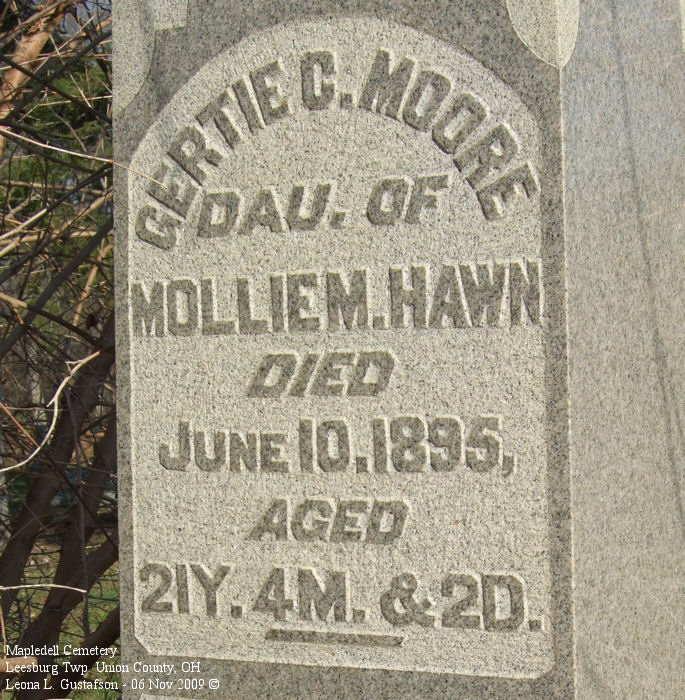 GERTIE C. MOORE
DAU. OF
MOLLIE M. HAWN
DIED
JUNE 10. 1895,
AGED
21Y. 4M. & 2D.
Mapledell Cemetery
Leesburg Twp. Union County, OH
Leona L. Gustafson - 06 Nov 2009 ©